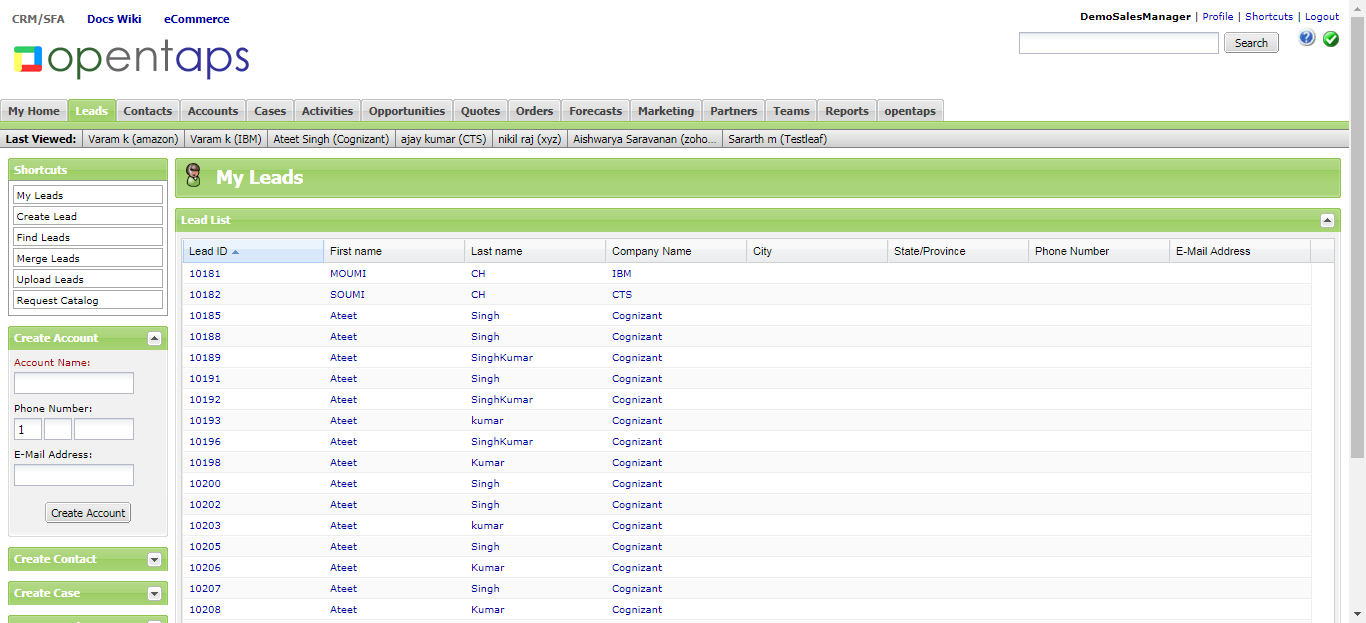 CRM/SFA Docs Wiki eCommerce
DemoSalesManager | Profile | Shortcuts | Logout
opentaps
Search
My Home Leads Contacts Accounts Cases Activities Opportunities Quotes Orders Forecasts Marketing Partners Teams Reports opentaps
Last Viewed: Varam k (amazon) Varam k (IBM) Ateet Singh (Cognizant) ajay kumar (CTS) nikil raj (xyz) Aishwarya Saravanan (zoho... Sararth m (Testleaf)
Shortcuts
My Leads
Create Lead
Find Leads
Merge Leads
Upload Leads
Request Catalog
Create Account
Account Name:
Phone Number:
1
E-Mail Address:
Create Account
Create Contact
Create Case
My Leads
Lead List
Lead ID First name Last name Company Name City State/Province Phone Number E-Mail Address
10181 MOUMI CH IBM
10182 SOUMI CH CTS
10185 Ateet Singh Cognizant
10188 Ateet Singh Cognizant
10189 Ateet SinghKumar Cognizant
10191 Ateet Singh Cognizant
10192 Ateet SinghKumar Cognizant
10193 Ateet kumar Cognizant
10196 Ateet SinghKumar Cognizant
10198 Ateet Kumar Cognizant
10200 Ateet Singh Cognizant
10202 Ateet Singh Cognizant
10203 Ateet kumar Cognizant
10205 Ateet Singh Cognizant
10206 Ateet Kumar Cognizant
10207 Ateet Singh Cognizant
10208 Ateet Kumar Cognizant